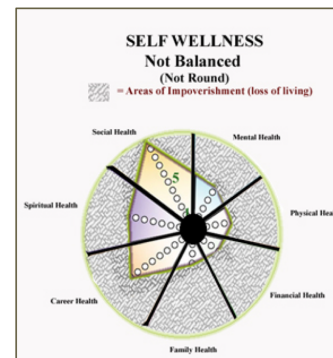 SELF WELLNESS
Not Balanced
(Not Round)
= Areas of Impoverishment (loss of living)
Social Health
Mental Health
5
Spiritual Health
Physical Hea
Career Health
Financial Health
Family Health